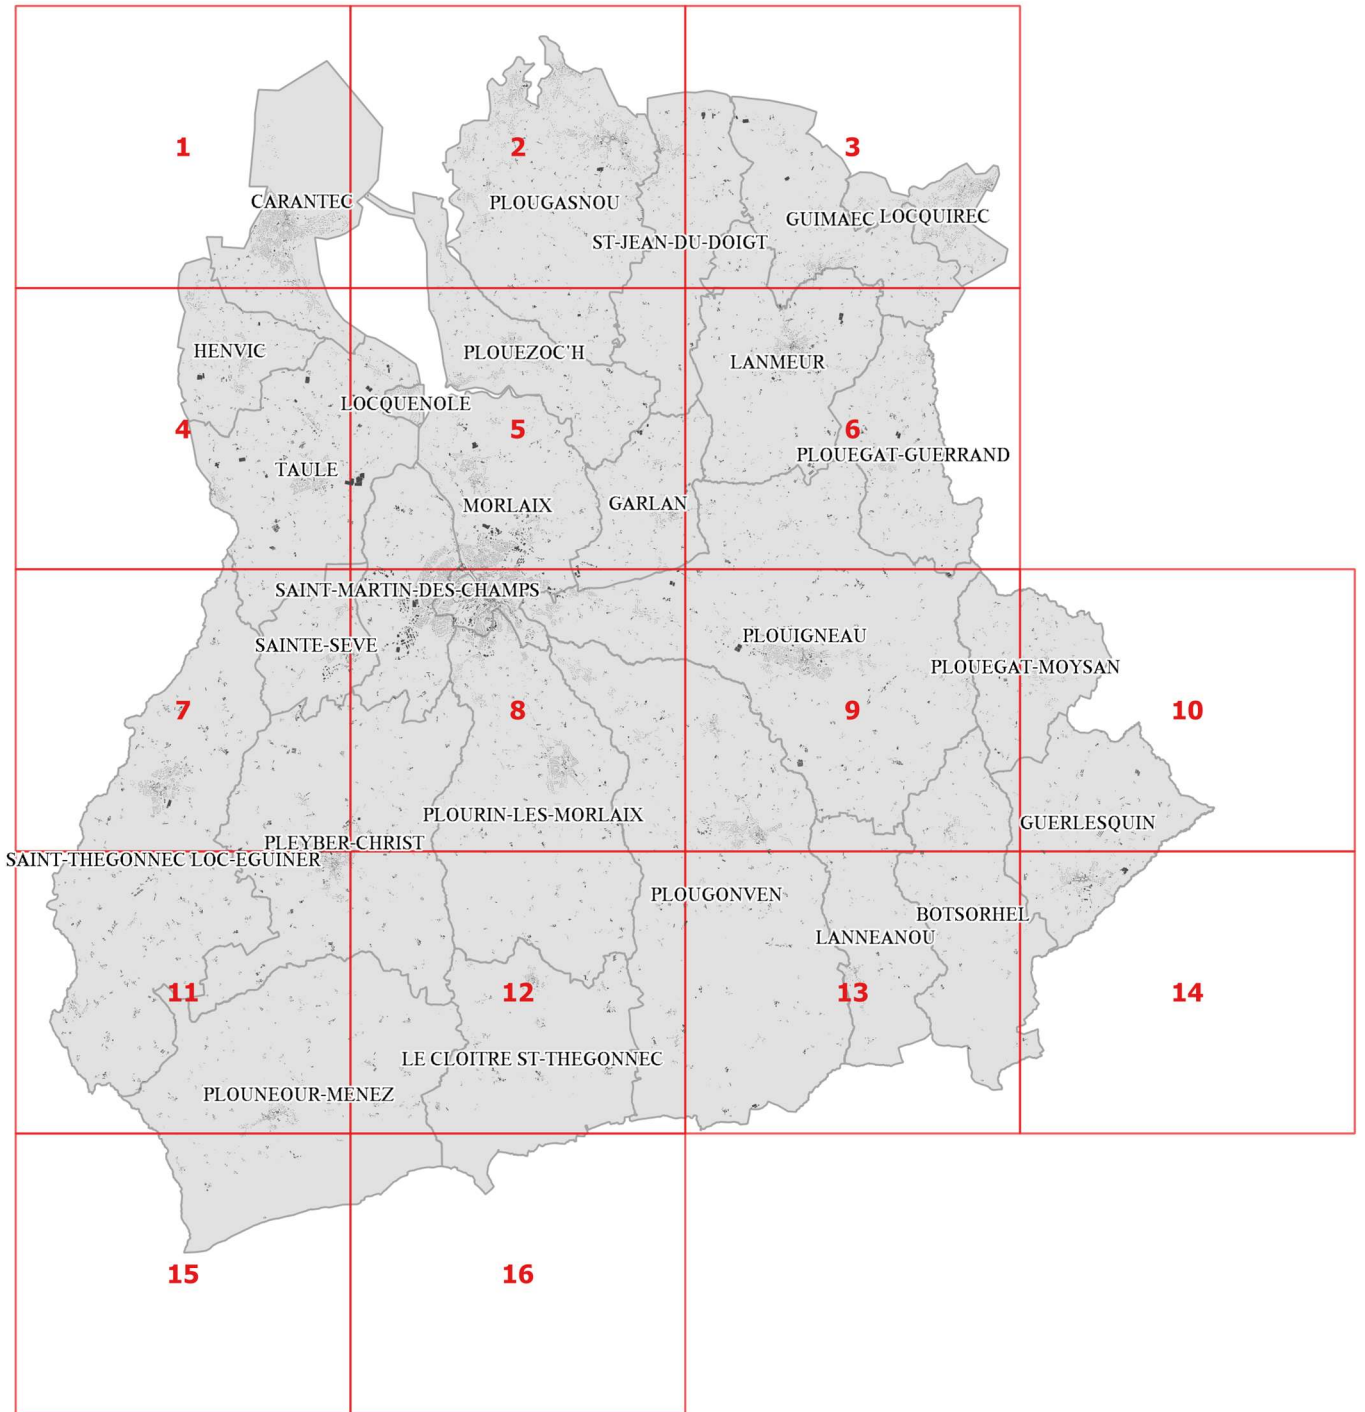 1
2
3
CARANTEC
PLOUGASNOU
GUIMAEC
LOCQUIREC
ST-JEAN-DU-DOIGT
HENVIC
PLOUEZOC'H
LANMEUR
LOCQUENOLE
4
5
6
PLOUEGAT-GUERRAND
TAULE
MORLAIX
GARLAN
SAINT-MARTIN-DES-CHAMPS
PLOUIGNEAU
SAINTE-SEVE
PLOUEGAT-MOYSAN
7
8
9
10
PLOURIN-LES-MORLAIX
GUERLESQUIN
PLEYBER-CHRIST
SAINT-THEGONNEC LOC-EGUINER
PLOUGONVEN
BOTSORHEL
LANNEANOU
11
12
13
14
LE CLOITRE ST-THEGONNEC
PLOUNEOUR-MENEZ
15
16